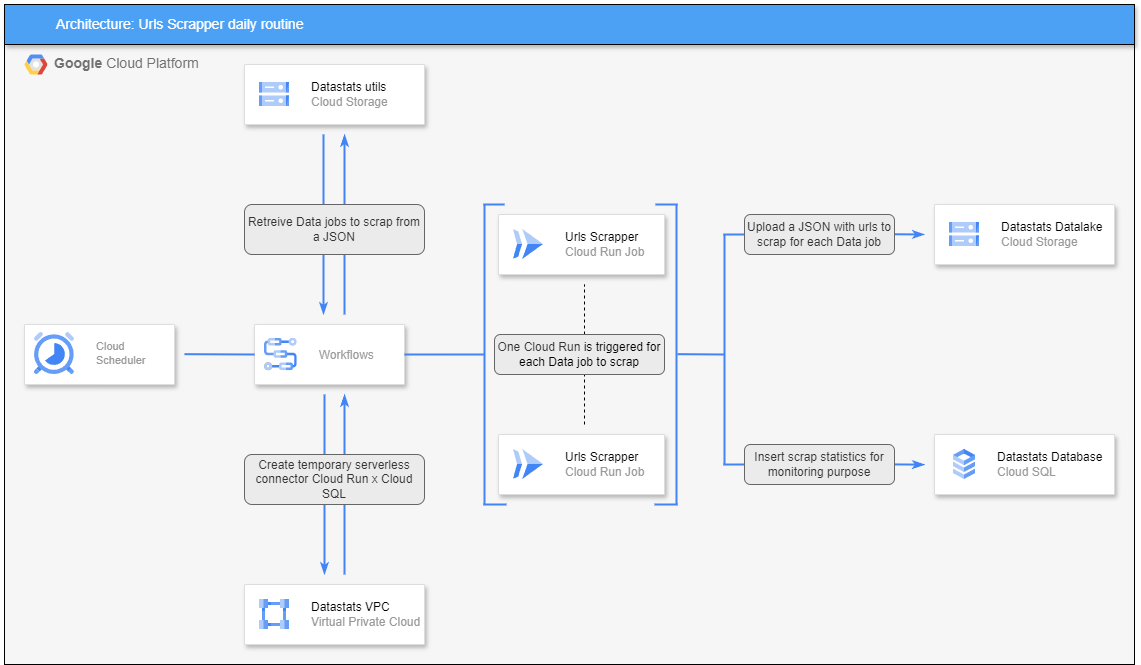 Architecture: Urls Scrapper daily routine
Google Cloud Platform
Datastats utils
Cloud Storage
Retreive Data jobs to scrap from
a JSON
Urls Scrapper
Cloud Run Job
Upload a JSON with urls to
scrap for each Data job
Datastats Datalake
Cloud Storage
Cloud
Scheduler
Workflows
One Cloud Run is triggered for
each Data job to scrap
Create temporary serverless
connector Cloud Run x Cloud
SQL
Urls Scrapper
Cloud Run Job
Insert scrap statistics for
monitoring purpose
Datastats Database
Cloud SQL
Datastats VPC
Virtual Private Cloud